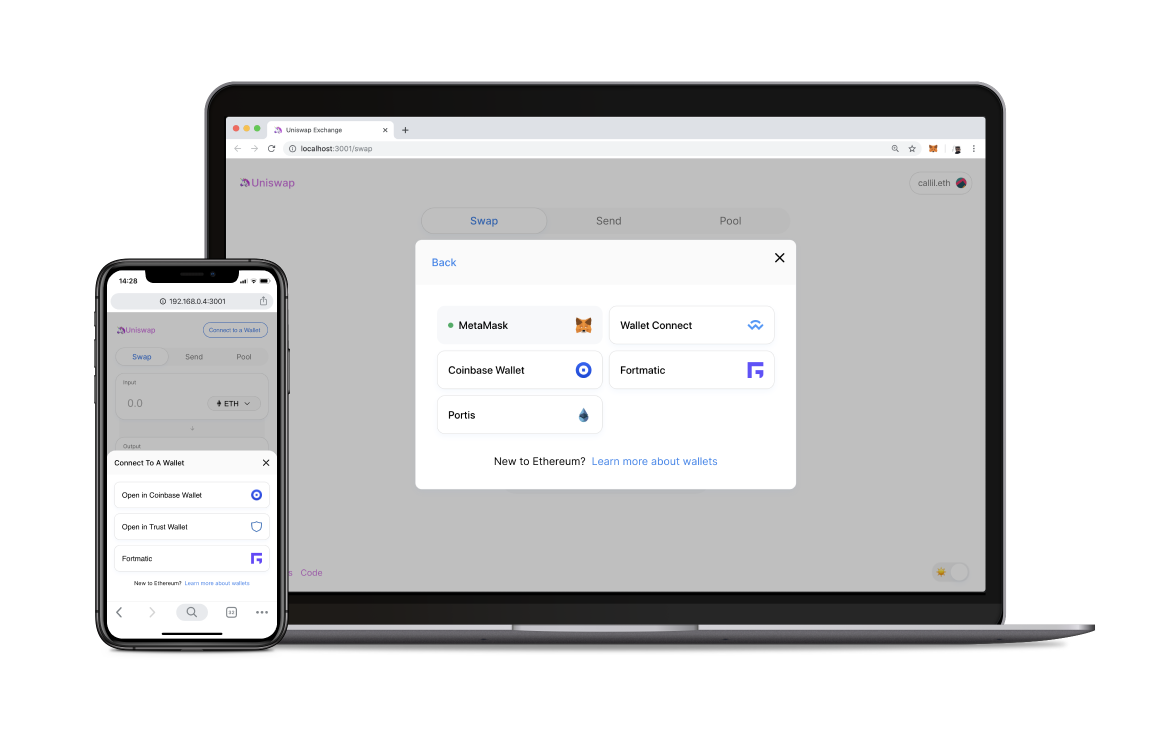 Uniswap Exchange
localhost:3001/swap
Uniswap
callil.eth
Swap Send Pool
Back
MetaMask
Wallet Connect
Coinbase Wallet
Fortmatic
Portis
New to Ethereum? Learn more about wallets
Code
14:28
192.168.0.4:3001
Uniswap
Connect to a Wallet
Swap Send Pool
Input
0.0
ETH
Output
Connect To A Wallet
Open in Coinbase Wallet
Open in Trust Wallet
Fortmatic
New to Ethereum? Learn more about wallets